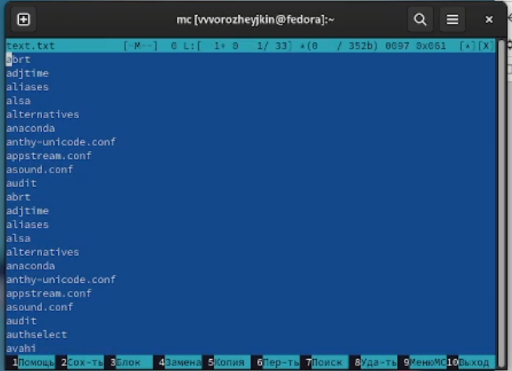 mc [vvvorozheyjkin@fedora]:~
text.txt [-M--] 0 L:[ 1+ 0 1/ 33] *(0 / 352b) 0097 0x061 [*][X]
abrt
adjtime
aliases
alsa
alternatives
anaconda
anthy-unicode.conf
appstream.conf
asound.conf
audit
abrt
adjtime
aliases
alsa
alternatives
anaconda
anthy-unicode.conf
appstream.conf
asound.conf
audit
authselect
avahi
1Помощь 2Сох-ть 3Блок 4Замена 5Копия 6Пер-ть 7Поиск 8Уда-ть 9МенюМС 10Выход